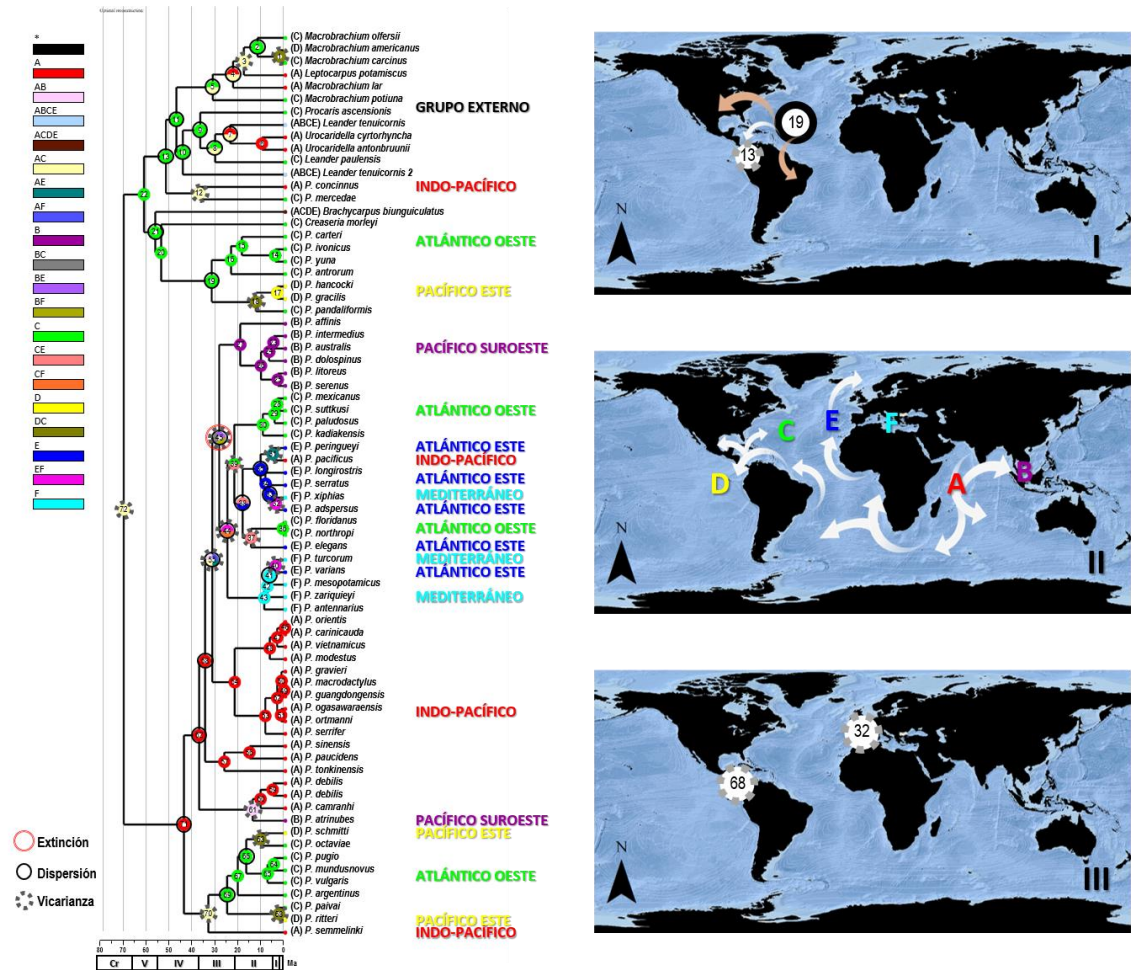 *
A
AB
ABCE
ACDE
AC
AE
AF
B
BC
BE
BF
C
CE
CF
D
DC
E
EF
F
Extinción
Dispersión
Vicarianza
(C) Macrobrachium olfersii
(D) Macrobrachium americanus
(C) Macrobrachium carcinus
(A) Leptocarpus potamiscus
(A) Macrobrachium lar
(C) Macrobrachium potiuna
(C) Procaris ascensionis
(ABCE) Leander tenuicornis
(A) Urocaridella cyrtorhyncha
(A) Urocaridella antonbruunii
(C) Leander paulensis
(ABCE) Leander tenuicornis 2
(A) P. concinnus
(C) P. mercedae
(ACDE) Brachycarpus biunguiculatus
(C) Creaseria morleyi
(C) P. carteri
(C) P. ivonicus
(C) P. yuna
(C) P. antrorum
(D) P. hancocki
(D) P. gracilis
(C) P. pandaliformis
(B) P. affinis
(B) P. intermedius
(B) P. australis
(B) P. dolospinus
(B) P. litoreus
(B) P. serenus
(C) P. mexicanus
(C) P. suttkusi
(C) P. paludosus
(C) P. kadiakensis
(E) P. peringueyi
(A) P. pacificus
(E) P. longirostris
(E) P. serratus
(F) P. xiphias
(E) P. adspersus
(C) P. floridanus
(C) P. northropi
(E) P. elegans
(F) P. turcorum
(E) P. varians
(F) P. mesopotamicus
(F) P. zariquieyi
(F) P. antennarius
(A) P. orientis
(A) P. carinicauda
(A) P. vietnamicus
(A) P. modestus
(A) P. gravieri
(A) P. macrodactylus
(A) P. guangdongensis
(A) P. ogasawaraensis
(A) P. ortmanni
(A) P. serrifer
(A) P. sinensis
(A) P. paucidens
(A) P. tonkinensis
(A) P. debilis
(A) P. debilis
(A) P. camranhi
(B) P. atrinubes
(D) P. schmitti
(C) P. octaviae
(C) P. pugio
(C) P. mundusnovus
(C) P. vulgaris
(C) P. argentinus
(C) P. paivai
(D) P. ritteri
(A) P. semmelinki
12
17
61
70
72
80 70 60 50 40 30 20 10 0
Cr V IV III II I Ma
GRUPO EXTERNO
INDO-PACÍFICO
ATLÁNTICO OESTE
PACÍFICO ESTE
PACÍFICO SUROESTE
ATLÁNTICO OESTE
ATLÁNTICO ESTE
INDO-PACÍFICO
ATLÁNTICO ESTE
MEDITERRÁNEO
ATLÁNTICO ESTE
ATLÁNTICO OESTE
ATLÁNTICO ESTE
MEDITERRÁNEO
ATLÁNTICO ESTE
MEDITERRÁNEO
INDO-PACÍFICO
PACÍFICO SUROESTE
PACÍFICO ESTE
ATLÁNTICO OESTE
PACÍFICO ESTE
INDO-PACÍFICO
19
13
N
I
C
E
F
D
A
B
N
II
32
68
N
III